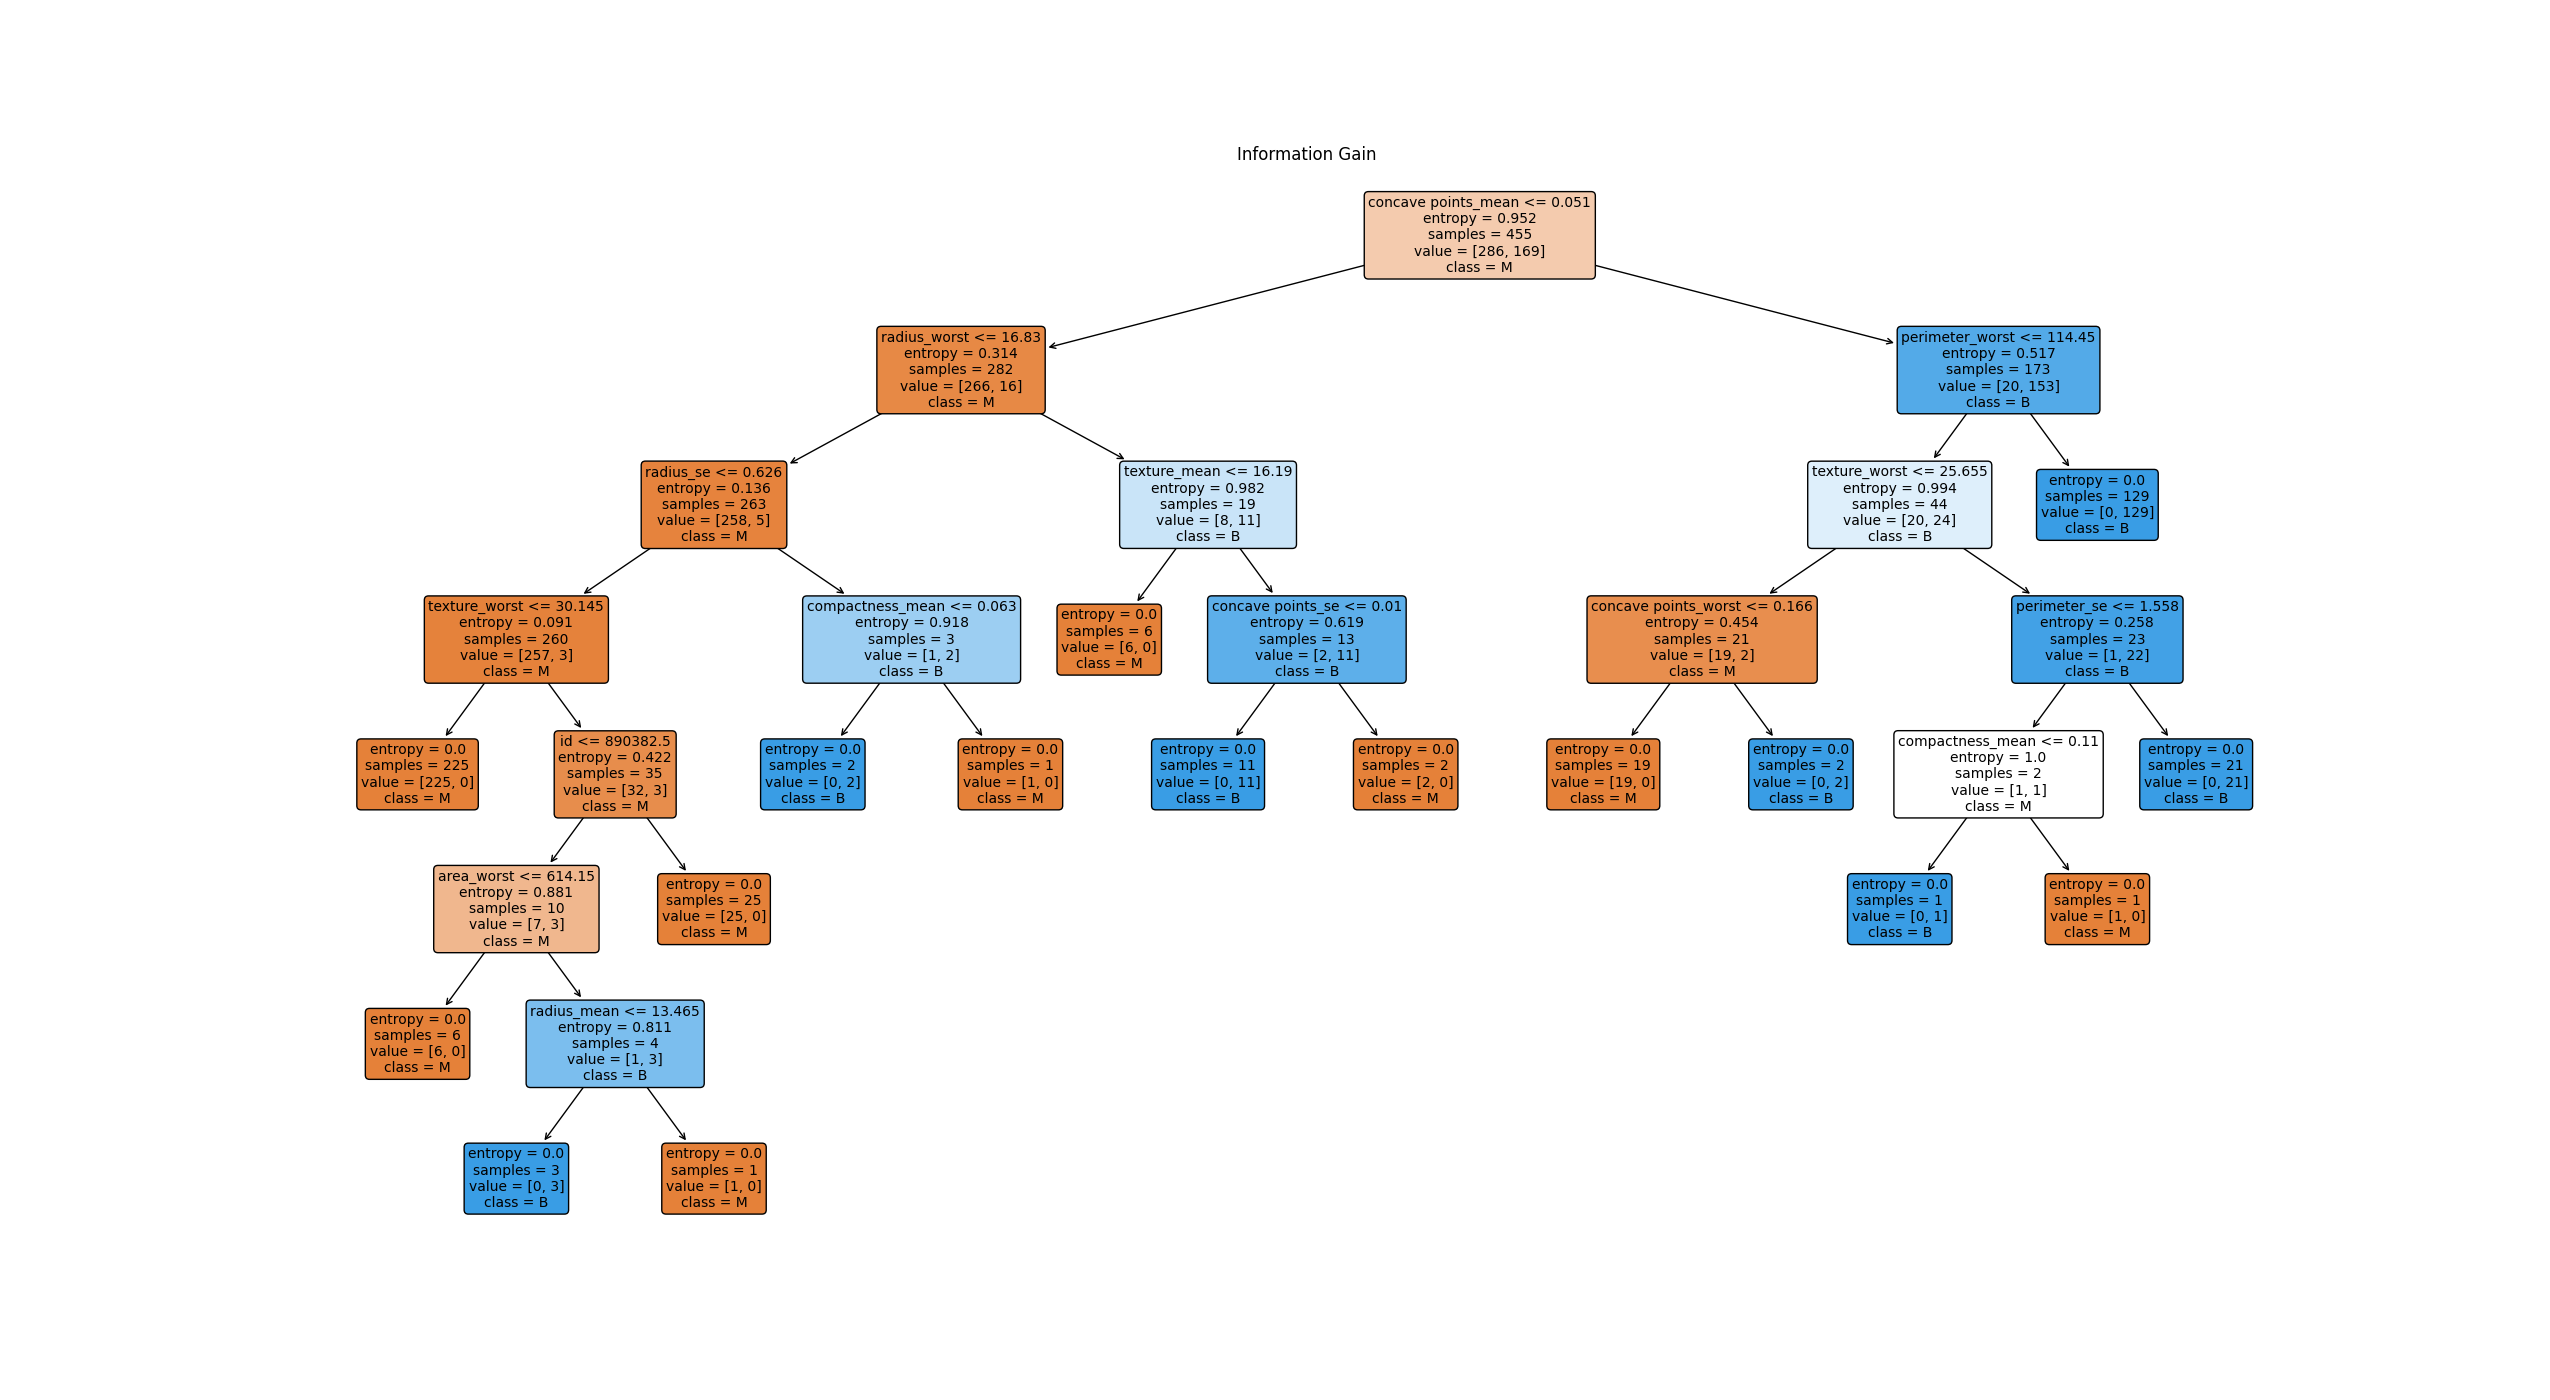 Information Gain
concave points_mean <= 0.051
entropy = 0.952
samples = 455
value = [286, 169]
class = M
radius_worst <= 16.83
entropy = 0.314
samples = 282
value = [266, 16]
class = M
perimeter_worst <= 114.45
entropy = 0.517
samples = 173
value = [20, 153]
class = B
radius_se <= 0.626
entropy = 0.136
samples = 263
value = [258, 5]
class = M
texture_mean <= 16.19
entropy = 0.982
samples = 19
value = [8, 11]
class = B
texture_worst <= 25.655
entropy = 0.994
samples = 44
value = [20, 24]
class = B
entropy = 0.0
samples = 129
value = [0, 129]
class = B
texture_worst <= 30.145
entropy = 0.091
samples = 260
value = [257, 3]
class = M
compactness_mean <= 0.063
entropy = 0.918
samples = 3
value = [1, 2]
class = B
entropy = 0.0
samples = 6
value = [6, 0]
class = M
concave points_se <= 0.01
entropy = 0.619
samples = 13
value = [2, 11]
class = B
concave points_worst <= 0.166
entropy = 0.454
samples = 21
value = [19, 2]
class = M
perimeter_se <= 1.558
entropy = 0.258
samples = 23
value = [1, 22]
class = B
entropy = 0.0
samples = 225
value = [225, 0]
class = M
id <= 890382.5
entropy = 0.422
samples = 35
value = [32, 3]
class = M
entropy = 0.0
samples = 2
value = [0, 2]
class = B
entropy = 0.0
samples = 1
value = [1, 0]
class = M
entropy = 0.0
samples = 11
value = [0, 11]
class = B
entropy = 0.0
samples = 2
value = [2, 0]
class = M
entropy = 0.0
samples = 19
value = [19, 0]
class = M
entropy = 0.0
samples = 2
value = [0, 2]
class = B
compactness_mean <= 0.11
entropy = 1.0
samples = 2
value = [1, 1]
class = M
entropy = 0.0
samples = 21
value = [0, 21]
class = B
area_worst <= 614.15
entropy = 0.881
samples = 10
value = [7, 3]
class = M
entropy = 0.0
samples = 25
value = [25, 0]
class = M
entropy = 0.0
samples = 1
value = [0, 1]
class = B
entropy = 0.0
samples = 1
value = [1, 0]
class = M
entropy = 0.0
samples = 6
value = [6, 0]
class = M
radius_mean <= 13.465
entropy = 0.811
samples = 4
value = [1, 3]
class = B
entropy = 0.0
samples = 3
value = [0, 3]
class = B
entropy = 0.0
samples = 1
value = [1, 0]
class = M